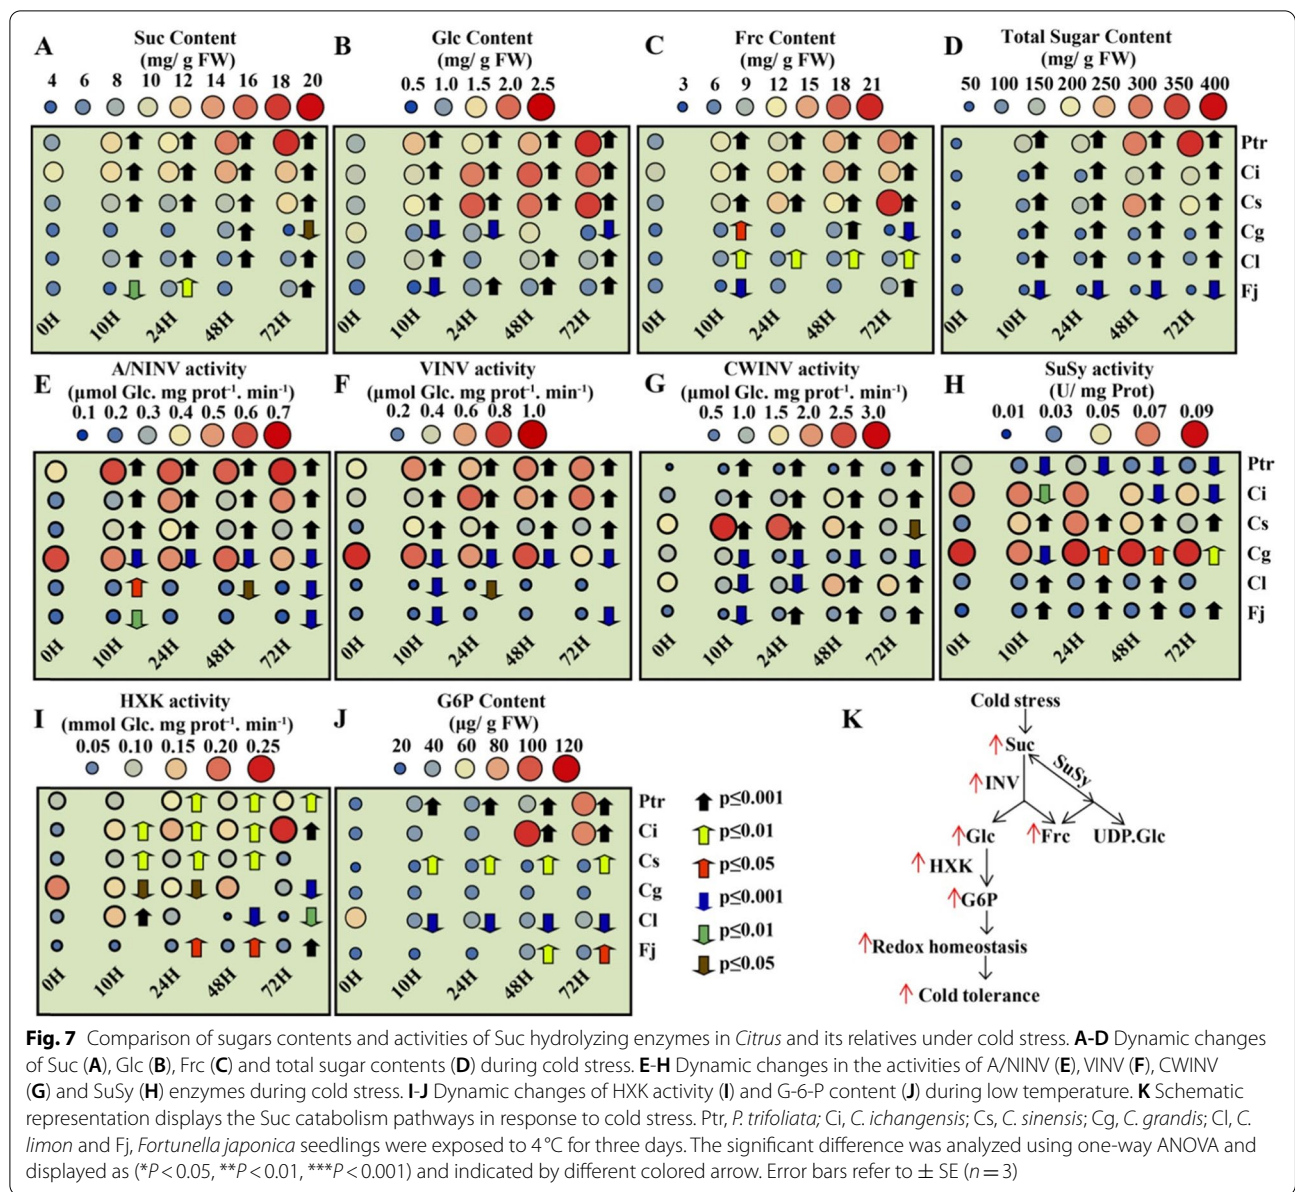 A
Suc Content
(mg/ g FW)
4 6 8 10 12 14 16 18 20
0H 10H 24H 48H 72H
B
Glc Content
(mg/ g FW)
0.5 1.0 1.5 2.0 2.5
0H 10H 24H 48H 72H
C
Frc Content
(mg/ g FW)
3 6 9 12 15 18 21
0H 10H 24H 48H 72H
D
Total Sugar Content
(mg/ g FW)
50 100 150 200 250 300 350 400
Ptr
Ci
Cs
Cg
Cl
Fj
0H 10H 24H 48H 72H
E
A/NINV activity
(µmol Glc. mg prot⁻¹. min⁻¹)
0.1 0.2 0.3 0.4 0.5 0.6 0.7
0H 10H 24H 48H 72H
F
VINV activity
(µmol Glc. mg prot⁻¹. min⁻¹)
0.2 0.4 0.6 0.8 1.0
0H 10H 24H 48H 72H
G
CWINV activity
(µmol Glc. mg prot⁻¹. min⁻¹)
0.5 1.0 1.5 2.0 2.5 3.0
0H 10H 24H 48H 72H
H
SuSy activity
(U/ mg Prot)
0.01 0.03 0.05 0.07 0.09
Ptr
Ci
Cs
Cg
Cl
Fj
0H 10H 24H 48H 72H
I
HXK activity
(mmol Glc. mg prot⁻¹. min⁻¹)
0.05 0.10 0.15 0.20 0.25
0H 10H 24H 48H 72H
J
G6P Content
(µg/ g FW)
20 40 60 80 100 120
Ptr
Ci
Cs
Cg
Cl
Fj
0H 10H 24H 48H 72H
p≤0.001
p≤0.01
p≤0.05
p≤0.001
p≤0.01
p≤0.05
K
Cold stress
Suc
SuSy
INV
Glc Frc UDP.Glc
HXK
G6P
Redox homeostasis
Cold tolerance
Fig. 7 Comparison of sugars contents and activities of Suc hydrolyzing enzymes in Citrus and its relatives under cold stress. A-D Dynamic changes
of Suc (A), Glc (B), Frc (C) and total sugar contents (D) during cold stress. E-H Dynamic changes in the activities of A/NINV (E), VINV (F), CWINV
(G) and SuSy (H) enzymes during cold stress. I-J Dynamic changes of HXK activity (I) and G-6-P content (J) during low temperature. K Schematic
representation displays the Suc catabolism pathways in response to cold stress. Ptr, P. trifoliata; Ci, C. ichangensis; Cs, C. sinensis; Cg, C. grandis; Cl, C.
limon and Fj, Fortunella japonica seedlings were exposed to 4 °C for three days. The significant difference was analyzed using one-way ANOVA and
displayed as (*P < 0.05, **P < 0.01, ***P < 0.001) and indicated by different colored arrow. Error bars refer to ± SE (n = 3)